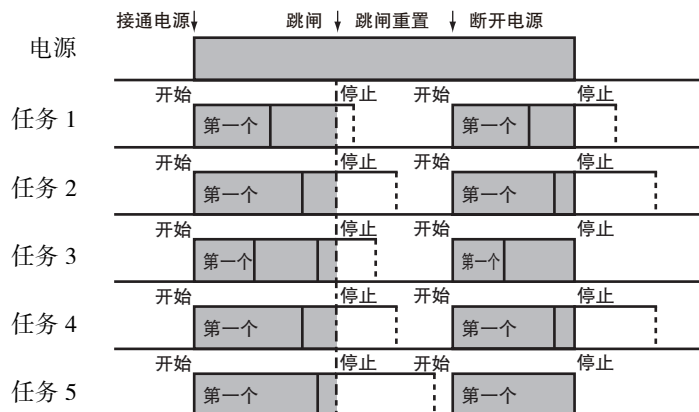 接通电源 跳闸 跳闸重置 断开电源
电源
开始 停止 开始 停止
任务 1 第一个 第一个
开始 停止 开始 停止
任务 2 第一个 第一个
开始 停止 开始 停止
任务 3 第一个 第一个
开始 停止 开始 停止
任务 4 第一个 第一个
开始 停止 开始 停止
任务 5 第一个 第一个